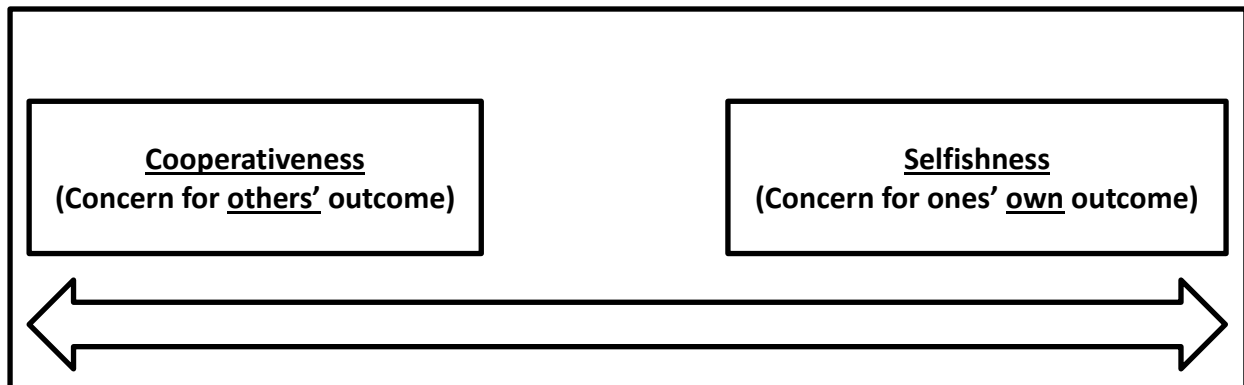 Cooperativeness
(Concern for others’ outcome)
Selfishness
(Concern for ones’ own outcome)